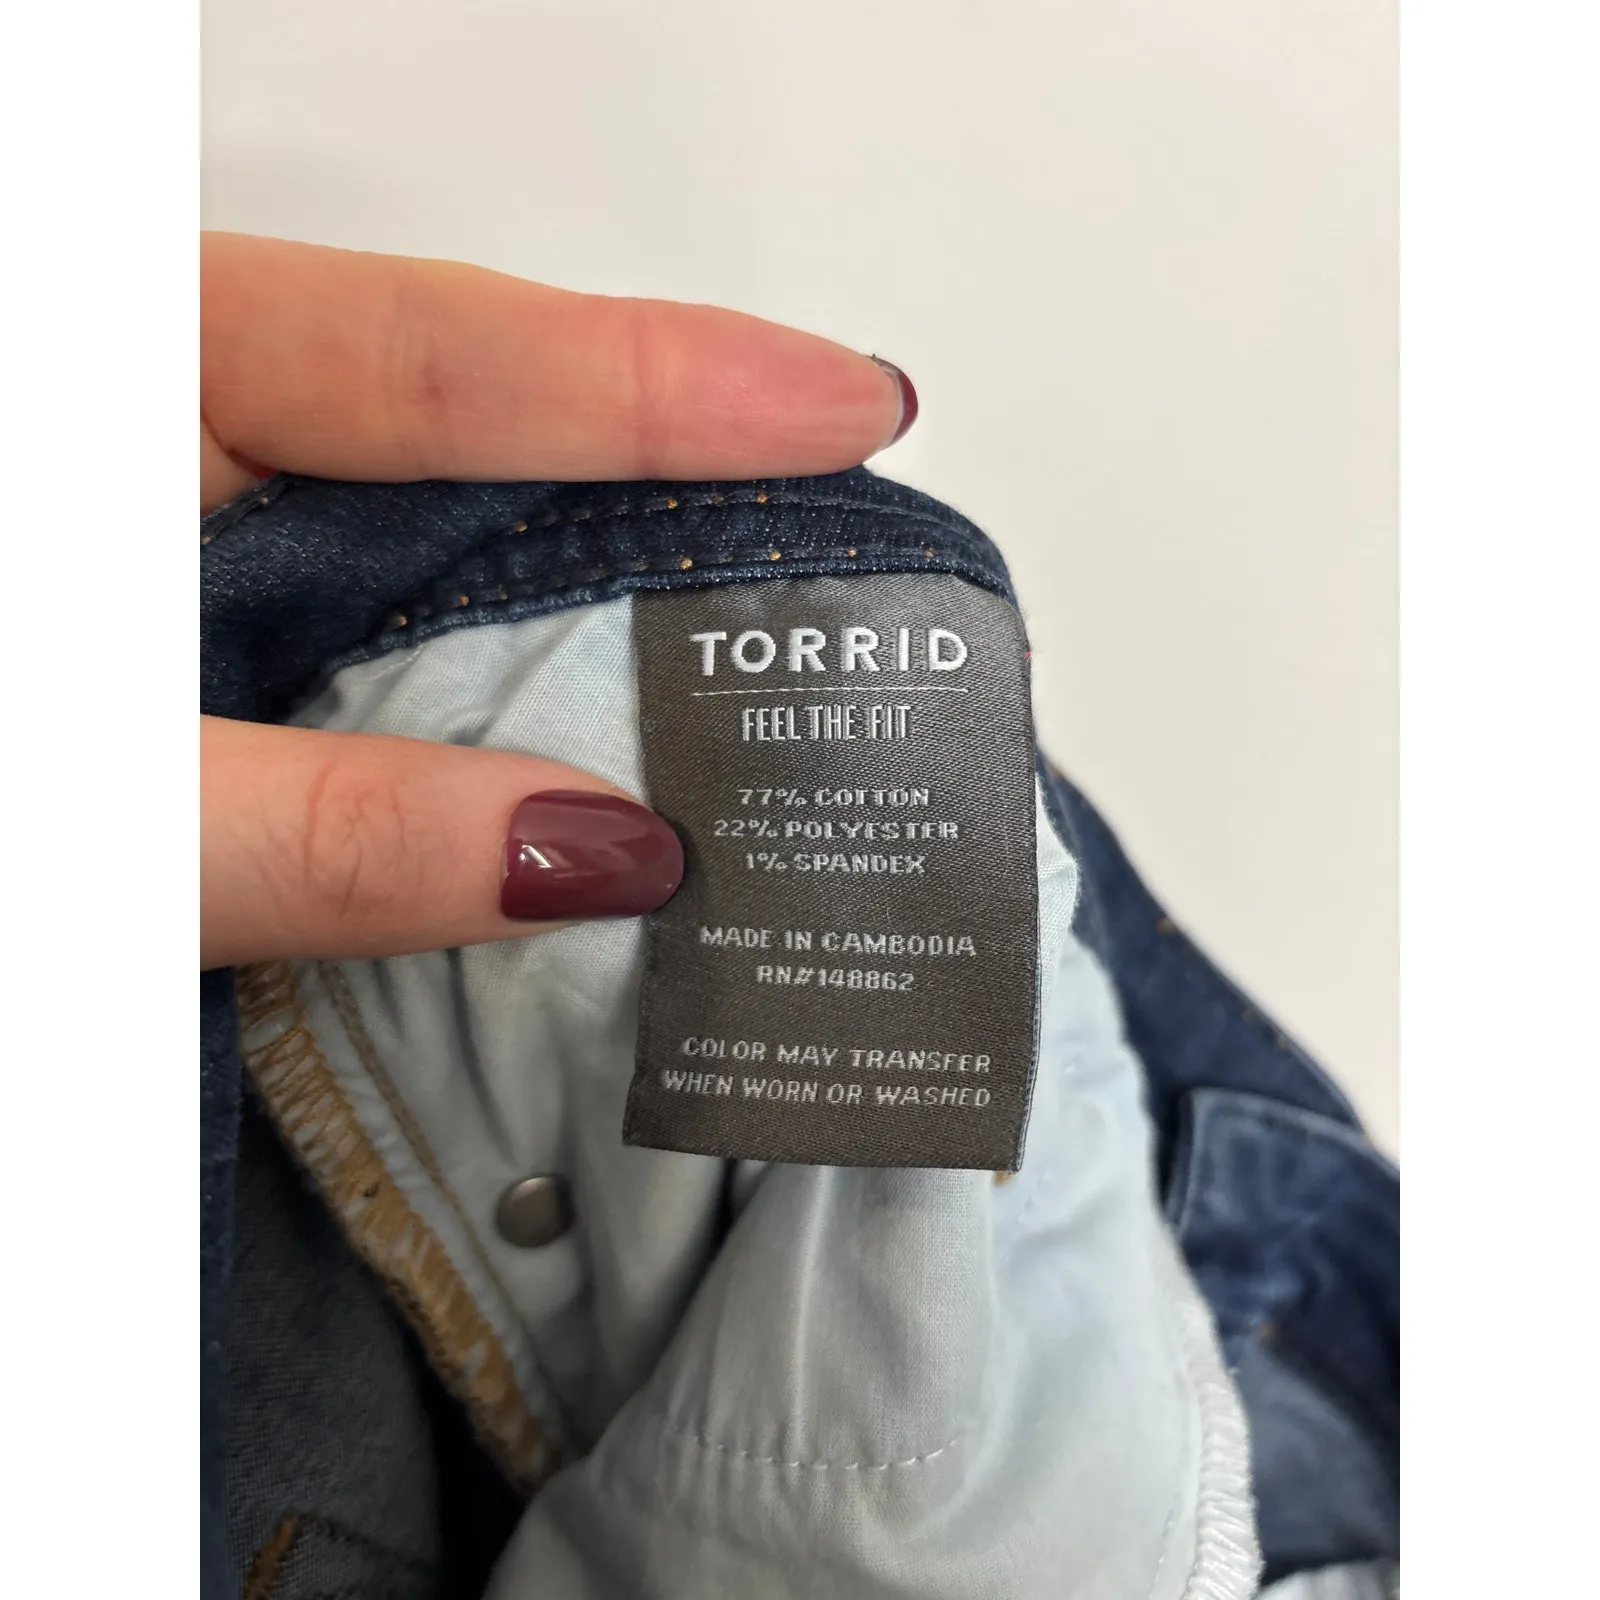 TORRID
FEEL THE FIT
77% COTTON
22% POLYESTER
1% SPANDEX
MADE IN CAMBODIA
RN#148862
COLOR MAY TRANSFER
WHEN WORN OR WASHED